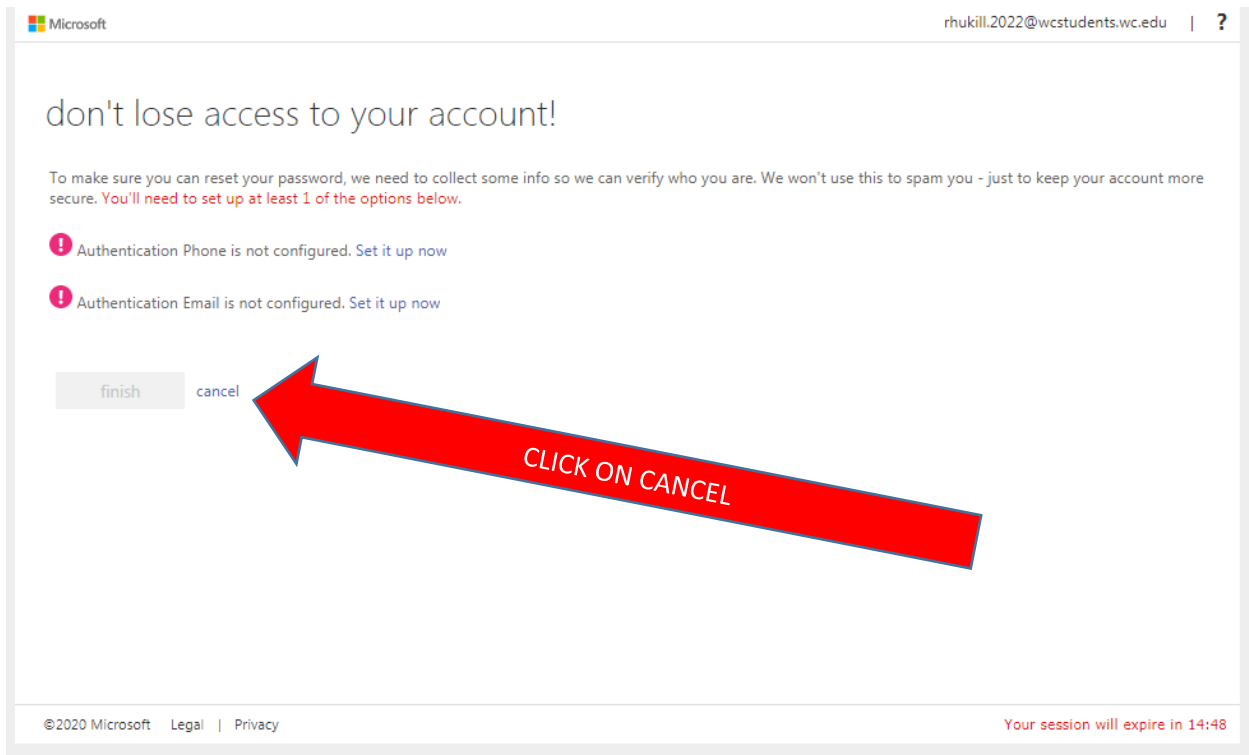 Microsoft rhukill.2022@wcstudents.wc.edu | ?
don't lose access to your account!
To make sure you can reset your password, we need to collect some info so we can verify who you are. We won't use this to spam you - just to keep your account more
secure. You'll need to set up at least 1 of the options below.
! Authentication Phone is not configured. Set it up now
! Authentication Email is not configured. Set it up now
finish cancel
CLICK ON CANCEL
©2020 Microsoft Legal | Privacy Your session will expire in 14:48